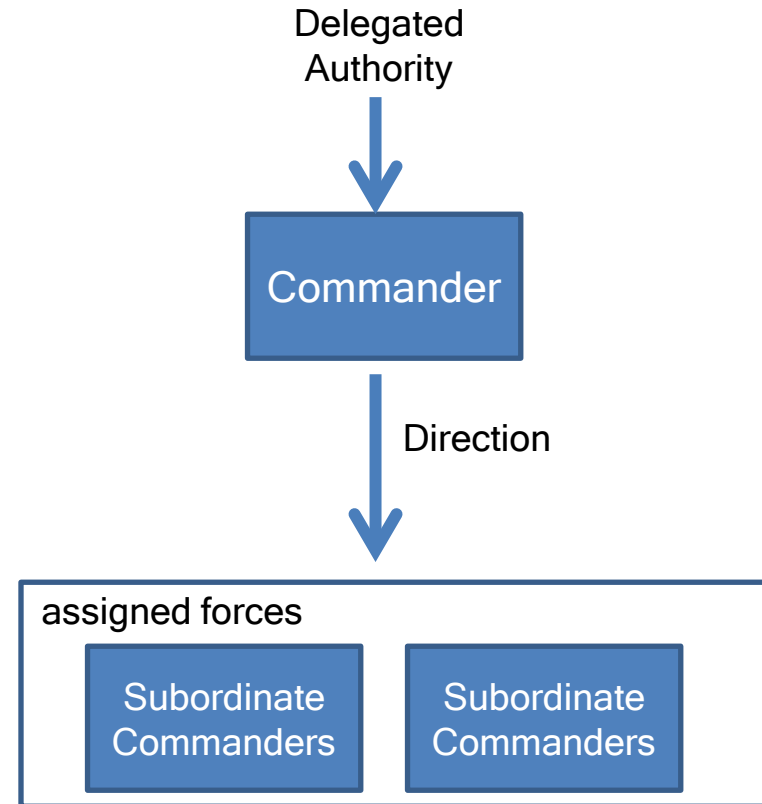 Delegated
Authority
Commander
Direction
assigned forces
Subordinate
Commanders
Subordinate
Commanders